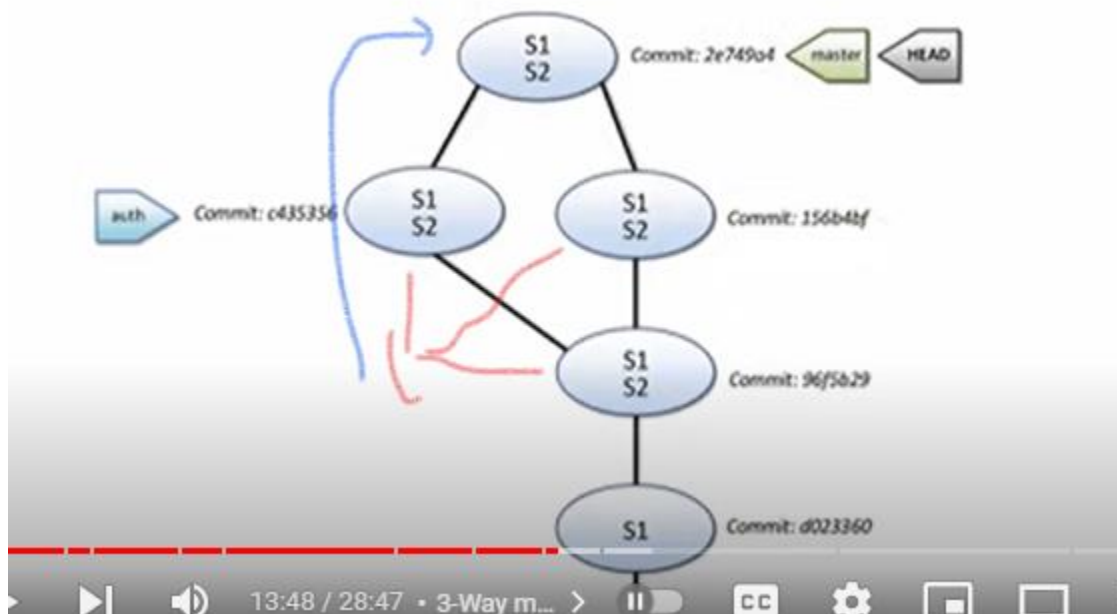 S1
S2
Commit: 2e749a4
master
HEAD
auth
Commit: c435356
S1
S2
S1
S2
Commit: 156b4bf
S1
S2
Commit: 96f5b29
S1
Commit: d023360
13:48 / 28:47 • 3-Way m...
CC